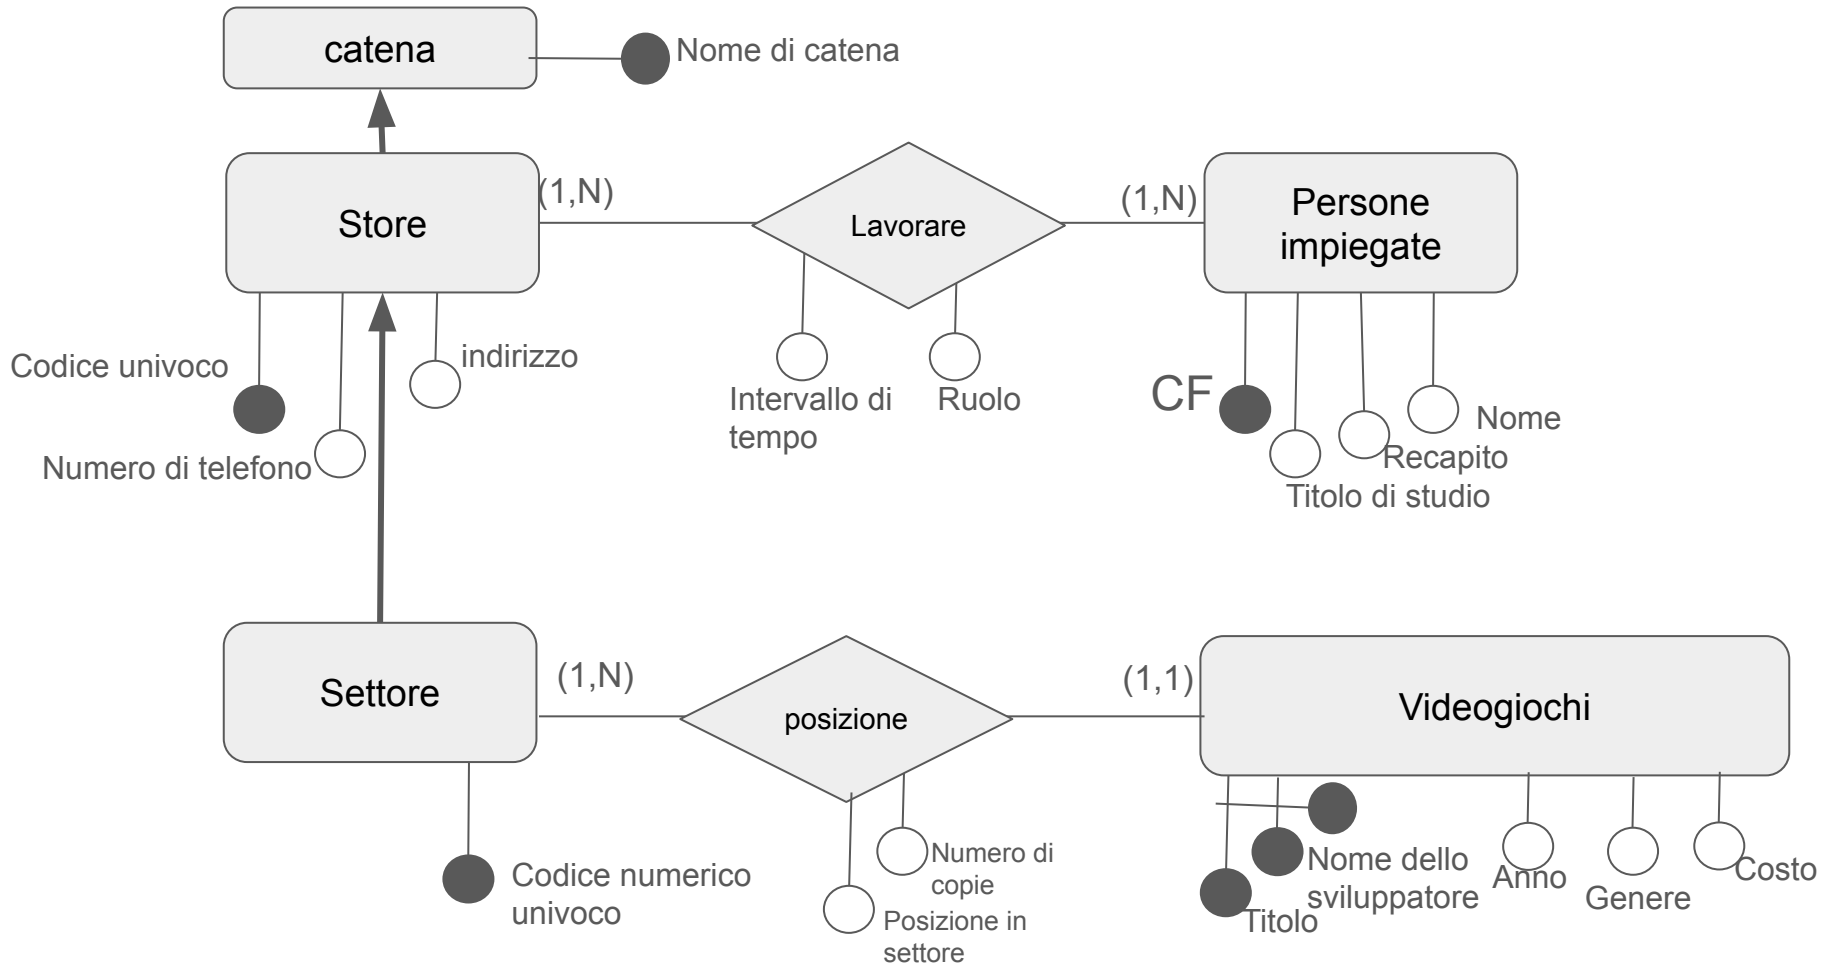 catena
Nome di catena
Store
(1,N)
Lavorare
(1,N)
Persone
impiegate
Codice univoco
indirizzo
Numero di telefono
Intervallo di
tempo
Ruolo
CF
Nome
Recapito
Titolo di studio
Settore
(1,N)
posizione
(1,1)
Videogiochi
Codice numerico
univoco
Numero di
copie
Posizione in
settore
Titolo
Nome dello
sviluppatore
Anno
Genere
Costo